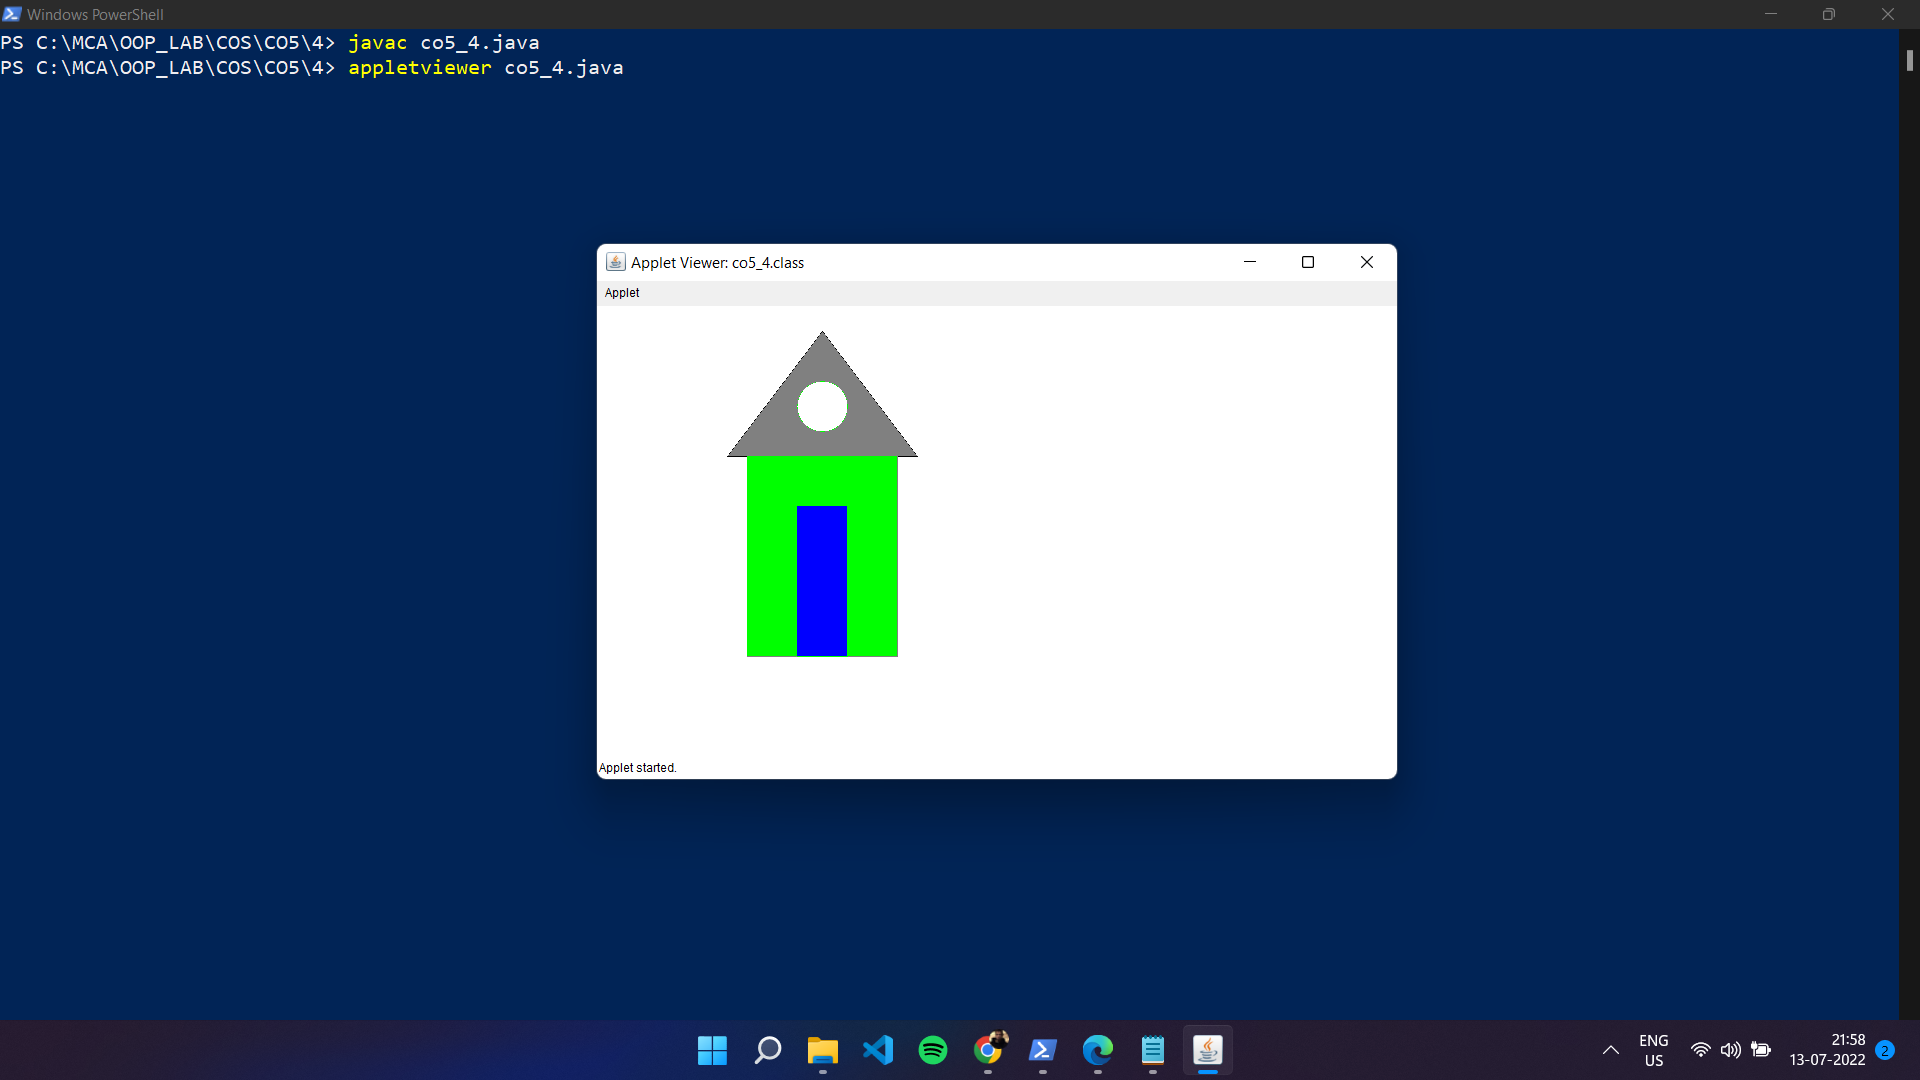 Windows PowerShell
PS C:\MCA\OOP_LAB\COS\CO5\4> javac co5_4.java
PS C:\MCA\OOP_LAB\COS\CO5\4> appletviewer co5_4.java
Applet Viewer: co5_4.class
Applet
Applet started.
ENG
US
21:58
13-07-2022
2